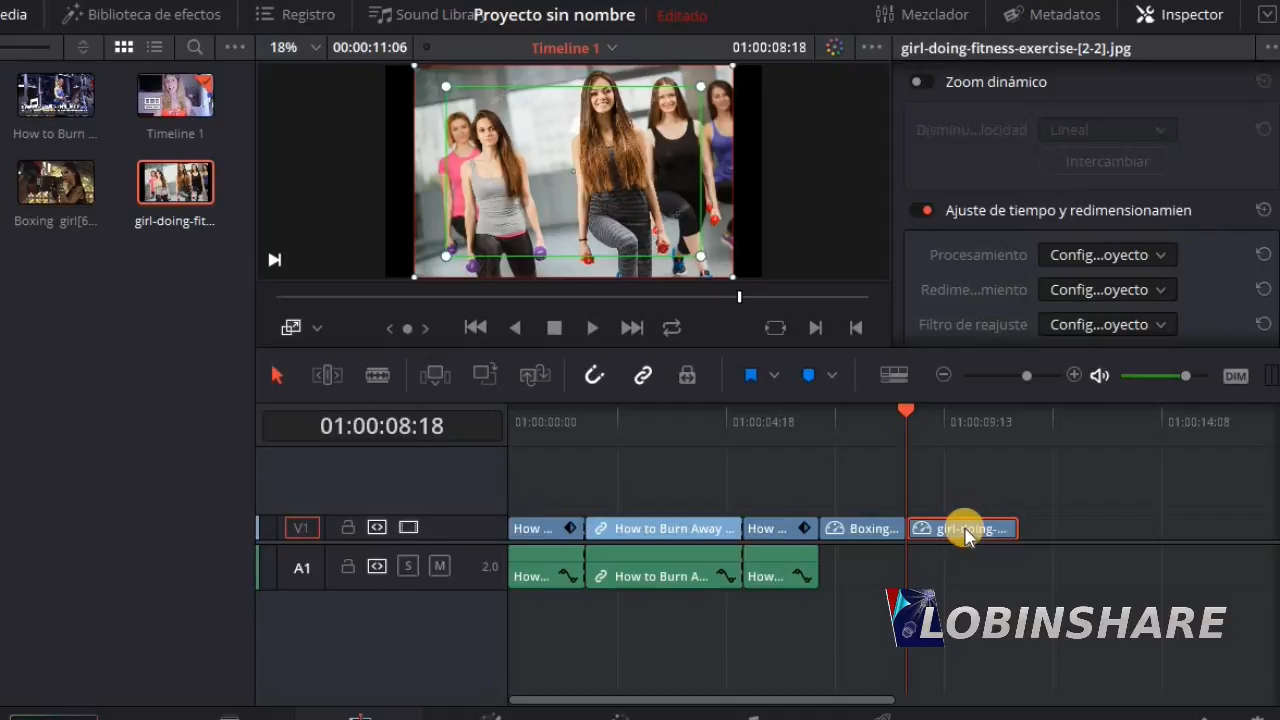 edia
Biblioteca de efectos
Registro
Sound Libra
Proyecto sin nombre
Editado
Mezclador
Metadatos
Inspector
18%
00:00:11:06
Timeline 1
01:00:08:18
girl-doing-fitness-exercise-[2-2].jpg
How to Burn ...
Timeline 1
Boxing girl[6...
girl-doing-fit...
Zoom dinámico
Disminu...locidad
Lineal
Intercambiar
Ajuste de tiempo y redimensionamien
Procesamiento
Config...oyecto
Redime...miento
Config...oyecto
Filtro de reajuste
Config...oyecto
DIM
01:00:08:18
01:00:00:00
01:00:04:18
01:00:09:13
01:00:14:08
V1
How ...
How to Burn Away ...
How ...
Boxing...
girl-doing-...
A1
S
M
2.0
How...
How to Burn A...
How...
LOBINSHARE